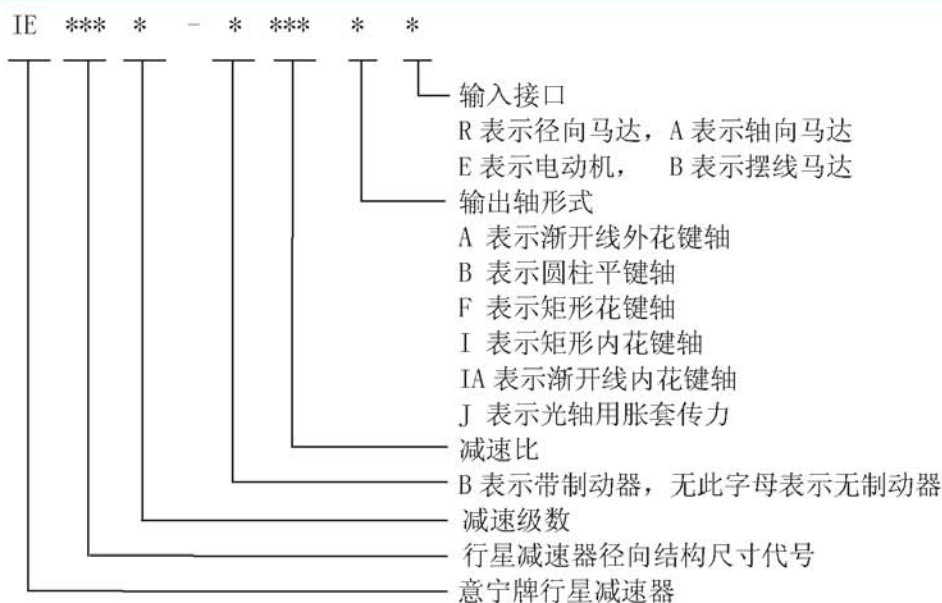 IE *** * - * *** * *
输入接口
R 表示径向马达，A 表示轴向马达
E 表示电动机， B 表示摆线马达
输出轴形式
A 表示渐开线外花键轴
B 表示圆柱平键轴
F 表示矩形花键轴
I 表示矩形内花键轴
IA 表示渐开线内花键轴
J 表示光轴用胀套传力
减速比
B 表示带制动器，无此字母表示无制动器
减速级数
行星减速器径向结构尺寸代号
意宁牌行星减速器